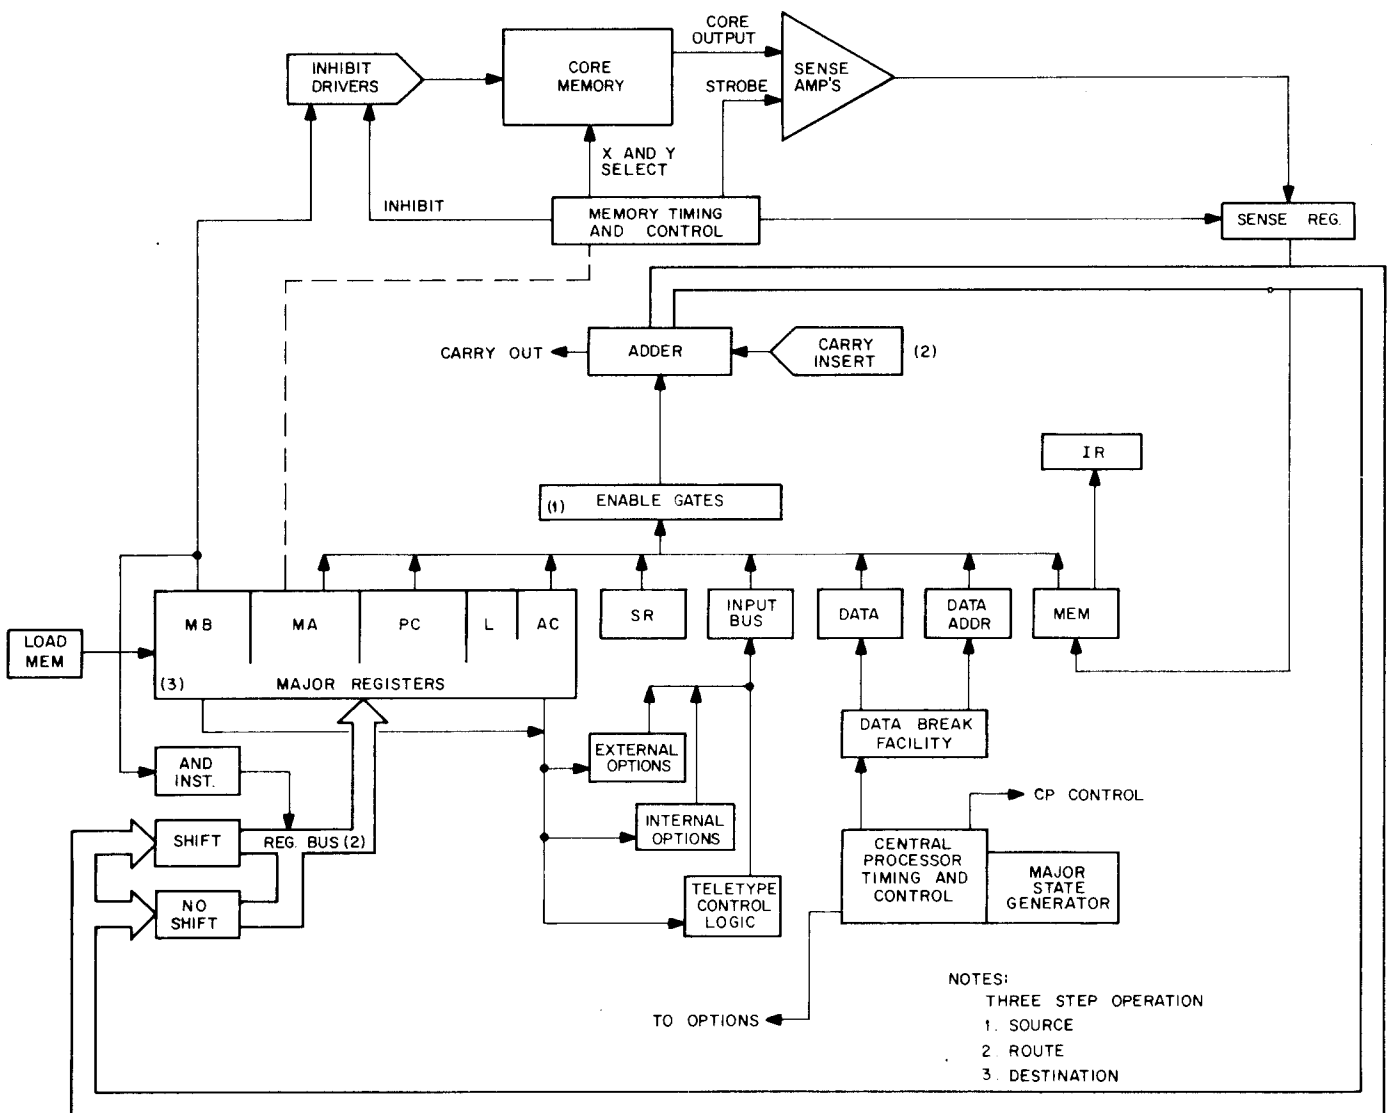 CORE
OUTPUT
INHIBIT
DRIVERS
CORE
MEMORY
SENSE
AMP'S
STROBE
X AND Y
SELECT
INHIBIT
MEMORY TIMING
AND CONTROL
SENSE REG.
CARRY OUT
ADDER
CARRY
INSERT
(2)
IR
(1) ENABLE GATES
MB MA PC L AC
SR
INPUT
BUS
DATA
DATA
ADDR
MEM
LOAD
MEM
(3) MAJOR REGISTERS
AND
INST.
EXTERNAL
OPTIONS
DATA BREAK
FACILITY
CP CONTROL
SHIFT
REG. BUS (2)
INTERNAL
OPTIONS
CENTRAL
PROCESSOR
TIMING AND
CONTROL
MAJOR
STATE
GENERATOR
NO
SHIFT
TELETYPE
CONTROL
LOGIC
TO OPTIONS
NOTES:
THREE STEP OPERATION
1. SOURCE
2. ROUTE
3. DESTINATION